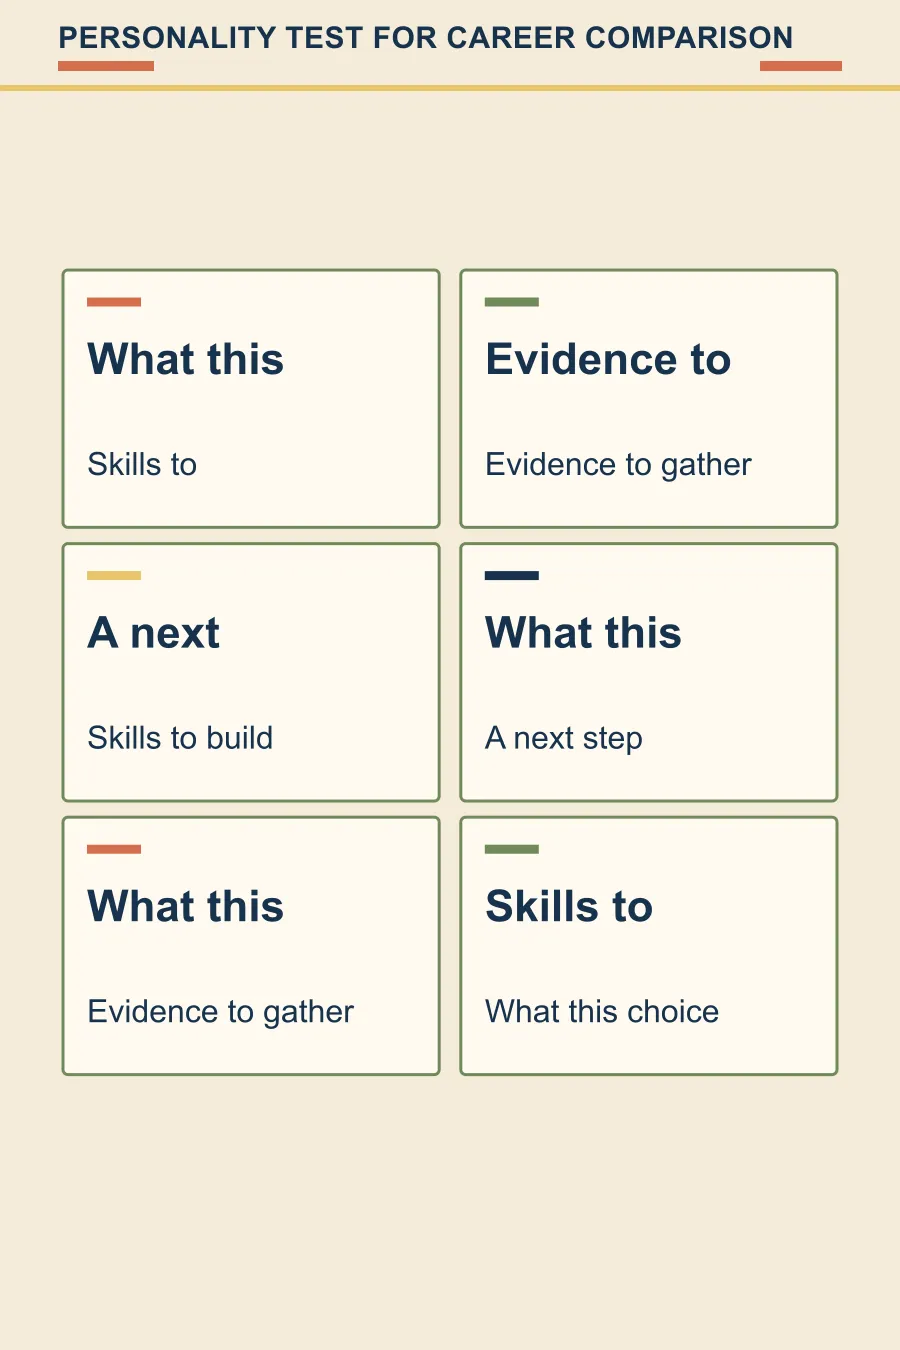 PERSONALITY TEST FOR CAREER COMPARISON
What this
Skills to
Evidence to
Evidence to gather
A next
Skills to build
What this
A next step
What this
Evidence to gather
Skills to
What this choice